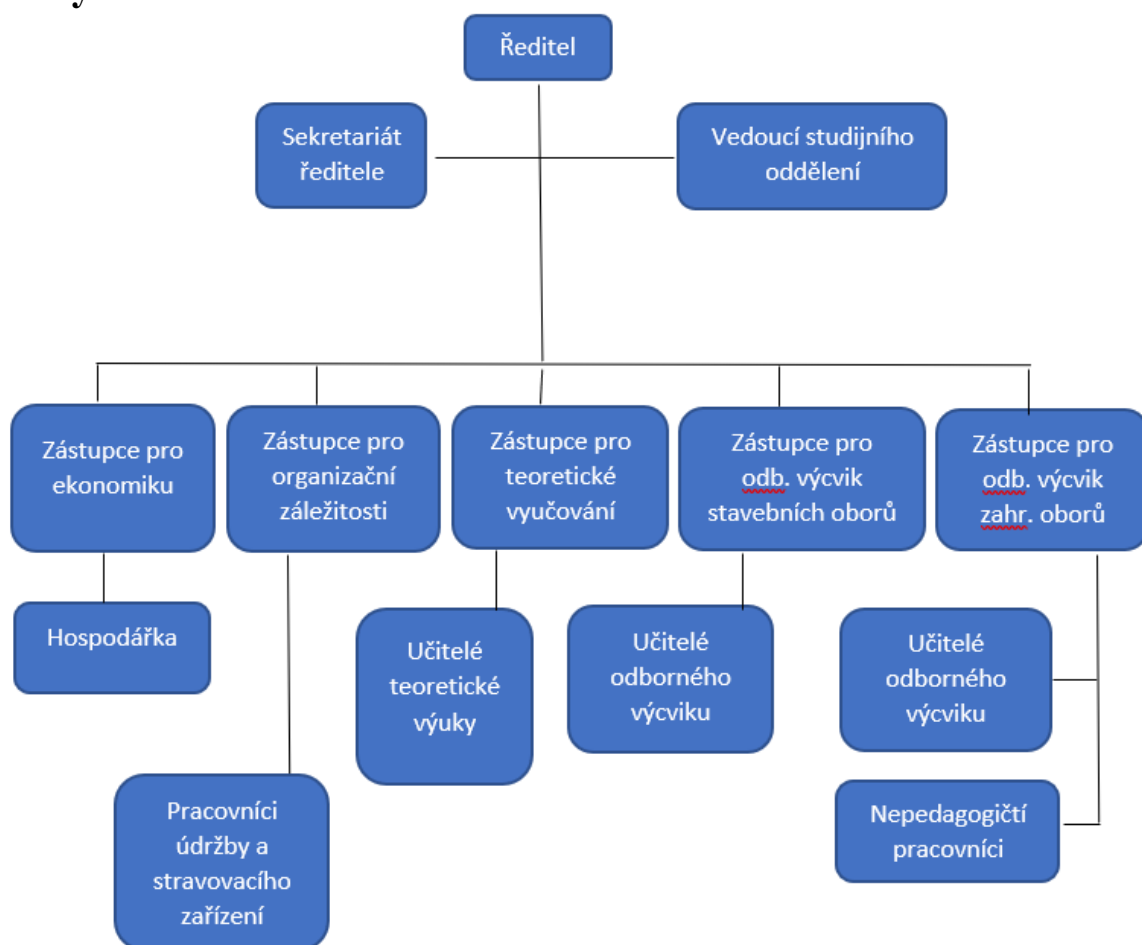 Ředitel
Sekretariát
ředitele
Vedoucí studijního
oddělení
Zástupce pro
ekonomiku
Zástupce pro
organizační
záležitosti
Zástupce pro
teoretické
vyučování
Zástupce pro
odb. výcvik
stavebních oborů
Zástupce pro
odb. výcvik
zahr. oborů
Hospodářka
Učitelé
teoretické
výuky
Učitelé
odborného
výcviku
Učitelé
odborného
výcviku
Pracovníci
údržby a
stravovacího
zařízení
Nepedagogičtí
pracovníci